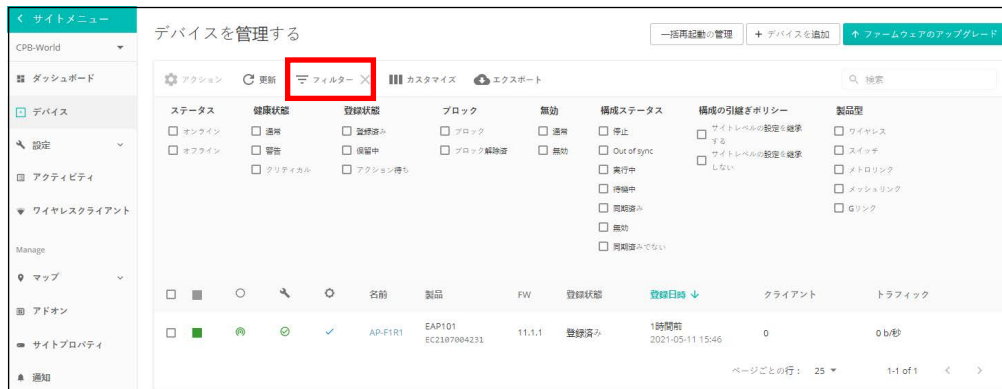 サイトメニュー
CPB-World
ダッシュボード
デバイス
設定
アクティビティ
ワイヤレスクライアント
Manage
マップ
アドオン
サイトプロパティ
通知
デバイスを管理する
一括再起動の管理
+ デバイスを追加
ファームウェアのアップグレード
アクション
更新
フィルター
カスタマイズ
エクスポート
検索
ステータス
オンライン
オフライン
健康状態
通常
警告
クリティカル
登録状態
登録済み
保留中
アクション待ち
ブロック
ブロック
ブロック解除済
無効
通常
無効
構成ステータス
停止
Out of sync
実行中
待機中
同期済み
無効
同期済みでない
構成の引継ぎポリシー
サイトレベルの設定を継承
する
サイトレベルの設定を継承
しない
製品型
ワイヤレス
スイッチ
メトロリンク
メッシュリンク
Gリンク
名前 製品 FW 登録状態 登録日時 クライアント トラフィック
AP-F1R1
EAP101
EC2107004231
11.1.1
登録済み
1時間前
2021-05-11 15:46
0
0 b/秒
ページごとの行： 25 1-1 of 1